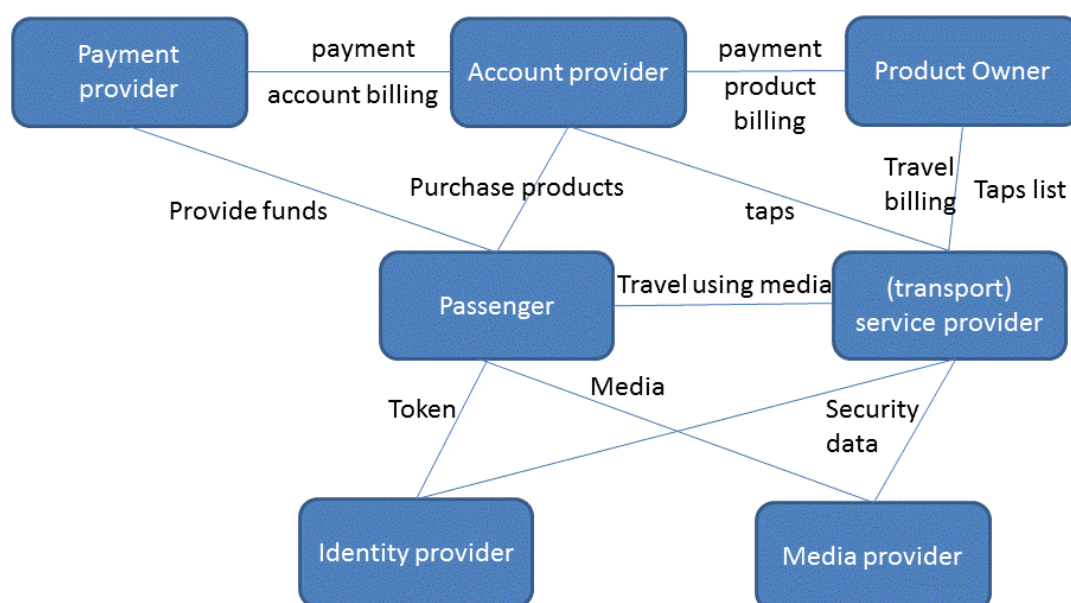 Payment
provider
payment
account billing
Account provider
payment
product
billing
Product Owner
Provide funds
Purchase products
taps
Travel
billing
Taps list
Passenger
Travel using media
(transport)
service provider
Token
Media
Security
data
Identity provider
Media provider